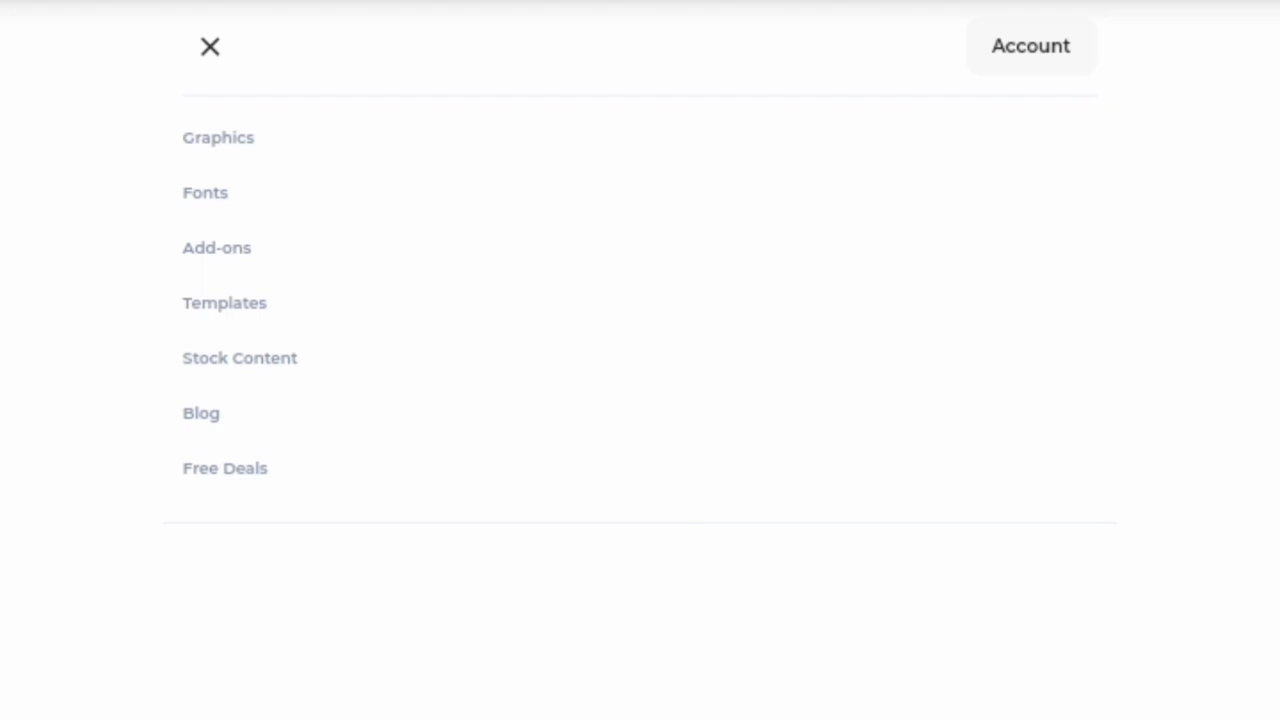 Account
Graphics
Fonts
Add-ons
Templates
Stock Content
Blog
Free Deals